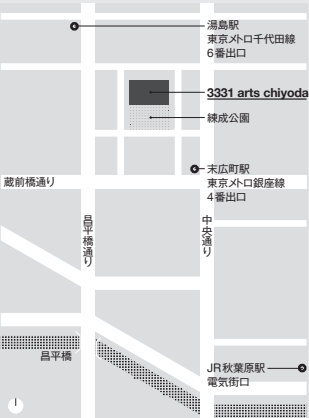 湯島駅
東京メトロ千代田線
6番出口
3331 arts chiyoda
練成公園
末広町駅
東京メトロ銀座線
4番出口
蔵前橋通り
昌平橋通り
中央通り
昌平橋
JR秋葉原駅
電気街口